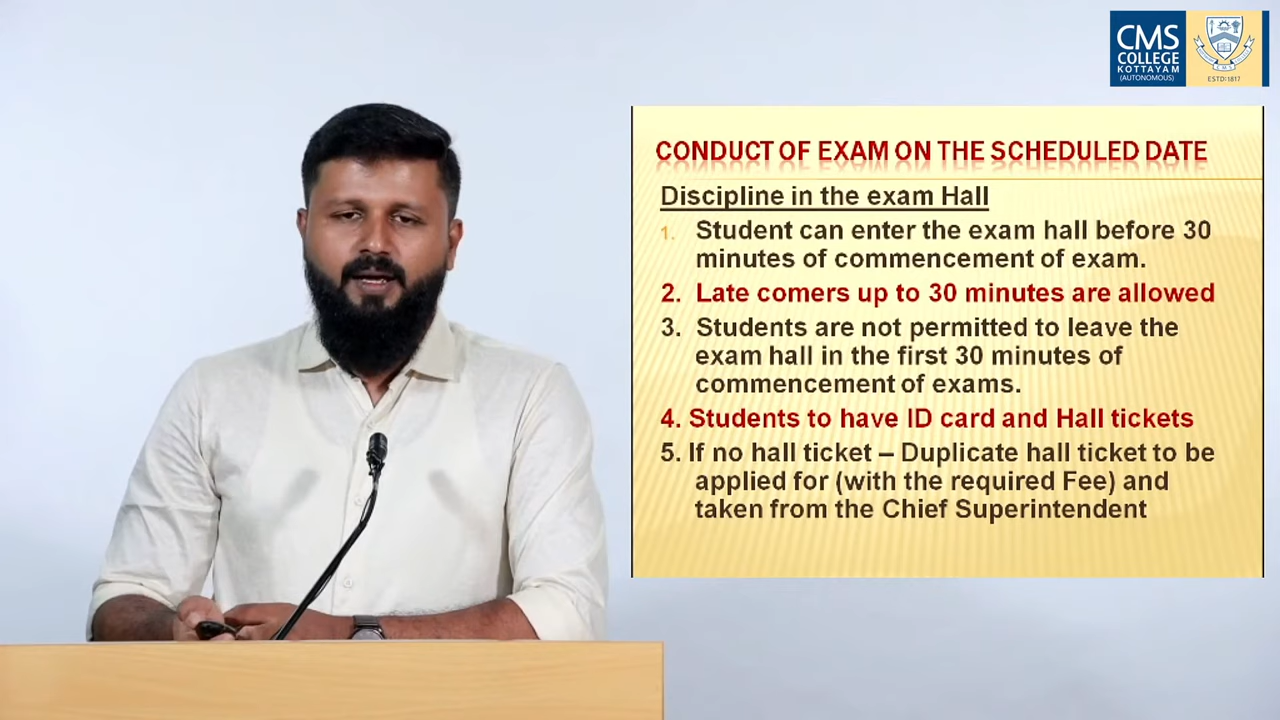 CMS
COLLEGE
KOTTAYAM
(AUTONOMOUS)
ESTD:1817
CONDUCT OF EXAM ON THE SCHEDULED DATE
Discipline in the exam Hall
1. Student can enter the exam hall before 30
minutes of commencement of exam.
2. Late comers up to 30 minutes are allowed
3. Students are not permitted to leave the
exam hall in the first 30 minutes of
commencement of exams.
4. Students to have ID card and Hall tickets
5. If no hall ticket – Duplicate hall ticket to be
applied for (with the required Fee) and
taken from the Chief Superintendent